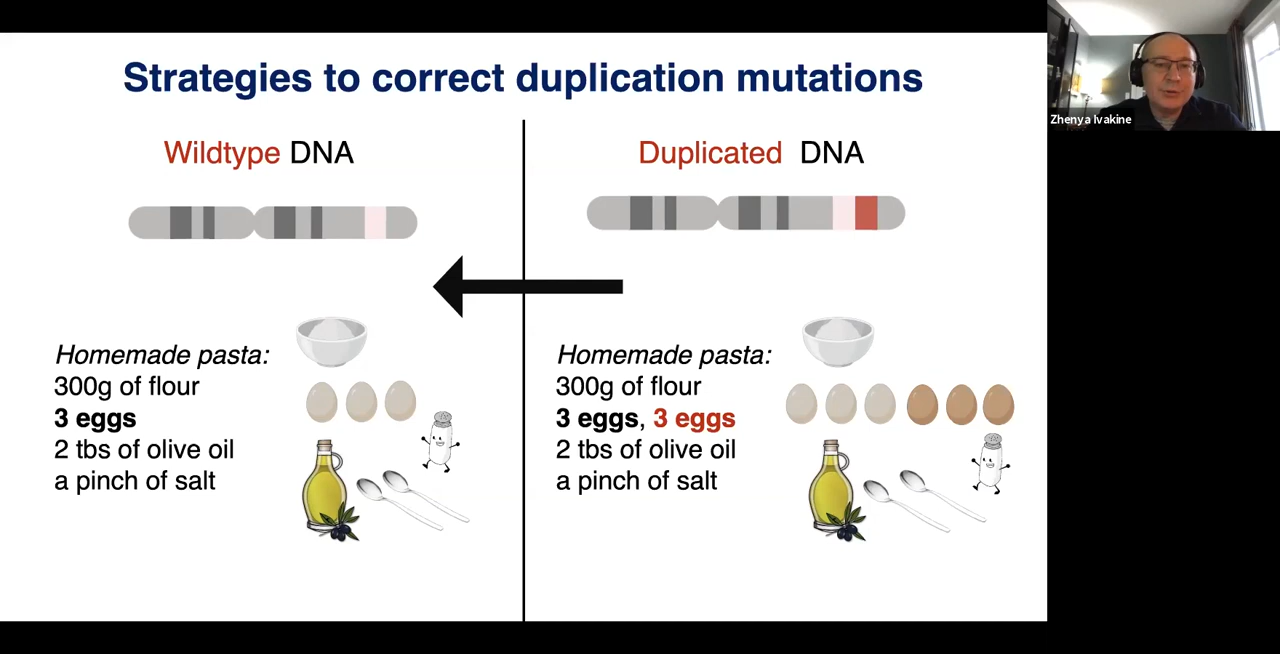 Strategies to correct duplication mutations
Wildtype DNA
Homemade pasta:
300g of flour
3 eggs
2 tbs of olive oil
a pinch of salt
Duplicated DNA
Homemade pasta:
300g of flour
3 eggs, 3 eggs
2 tbs of olive oil
a pinch of salt
Zhenya Ivakine